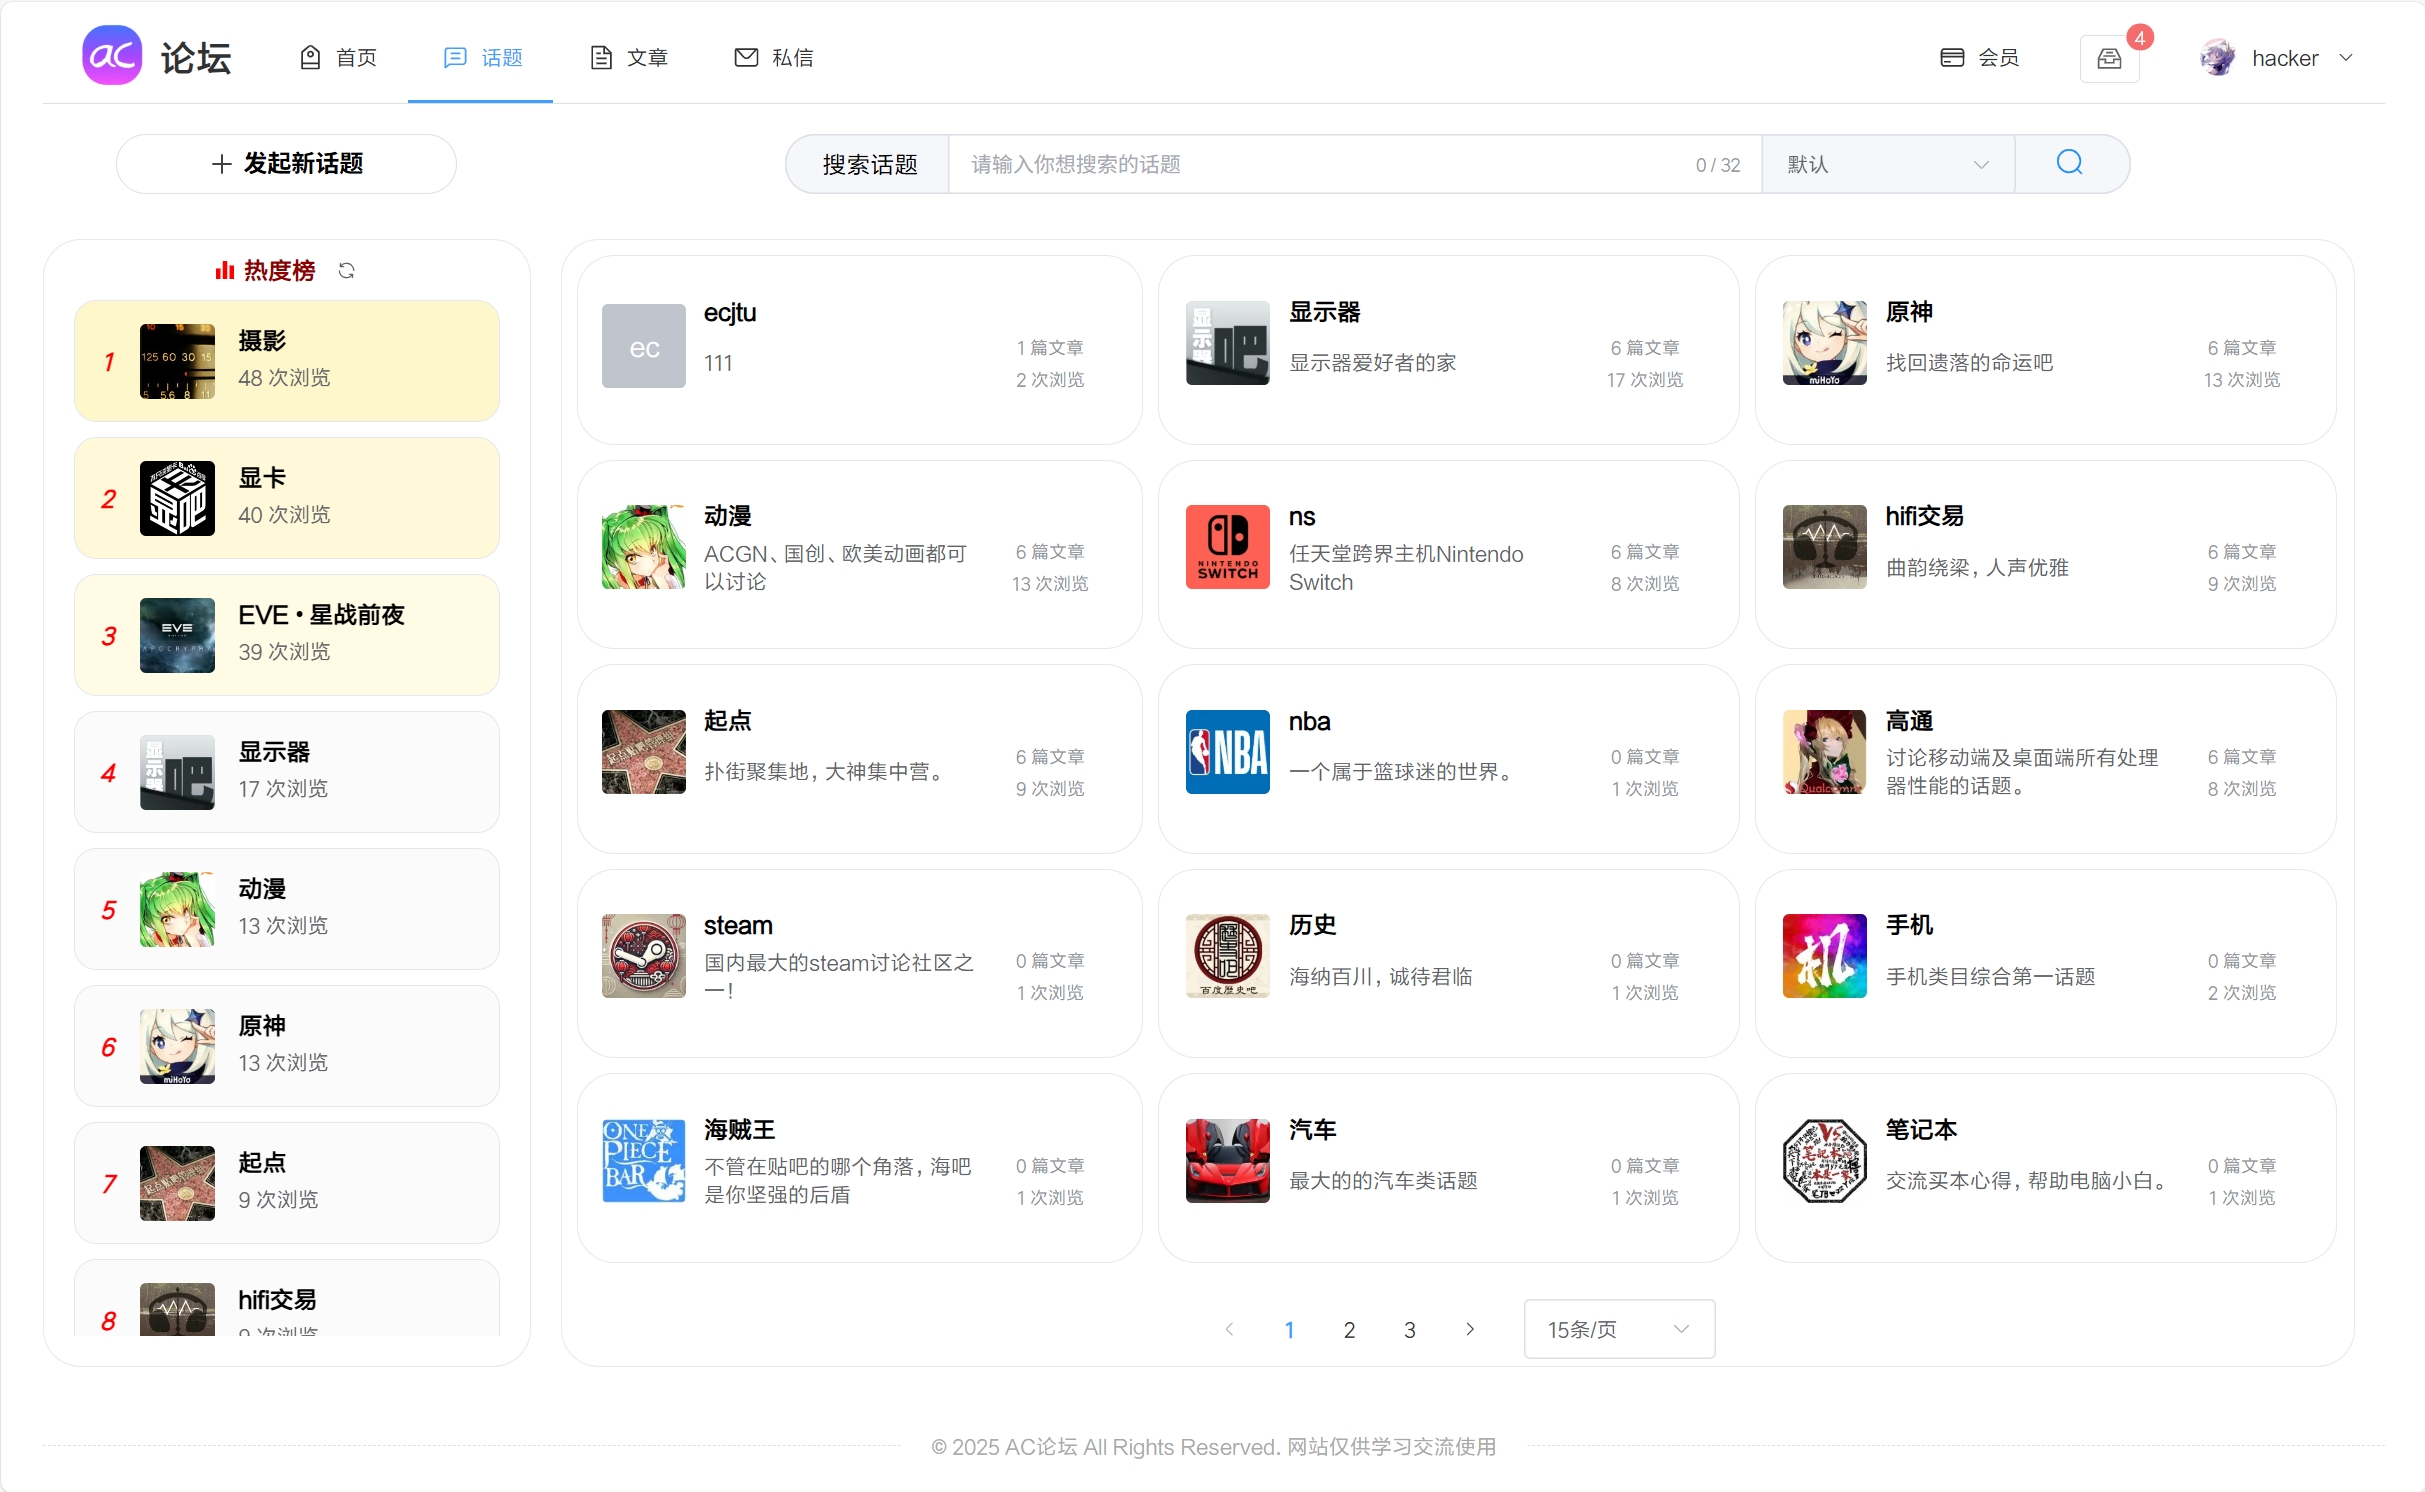 ac 论坛 首页 话题 文章 私信 会员 4 hacker
发起新话题
搜索话题 请输入你想搜索的话题 0 / 32 默认
热度榜
1 摄影
48 次浏览
2 显卡
40 次浏览
3 EVE • 星战前夜
39 次浏览
4 显示器
17 次浏览
5 动漫
13 次浏览
6 原神
13 次浏览
7 起点
9 次浏览
8 hifi交易
9 次浏览
ec
ecjtu
111
1 篇文章
2 次浏览
显示器吧
显示器
显示器爱好者的家
6 篇文章
17 次浏览
miHoYo
原神
找回遗落的命运吧
6 篇文章
13 次浏览
动漫
ACGN、国创、欧美动画都可
以讨论
6 篇文章
13 次浏览
NINTENDO
SWITCH
ns
任天堂跨界主机Nintendo
Switch
6 篇文章
8 次浏览
hifi交易
曲韵绕梁，人声优雅
6 篇文章
9 次浏览
起点
扑街聚集地，大神集中营。
6 篇文章
9 次浏览
NBA
nba
一个属于篮球迷的世界。
0 篇文章
1 次浏览
Qualcomm
高通
讨论移动端及桌面端所有处理
器性能的话题。
6 篇文章
8 次浏览
steam
国内最大的steam讨论社区之
一！
0 篇文章
1 次浏览
百度歷史吧
历史
海纳百川，诚待君临
0 篇文章
1 次浏览
机
手机
手机类目综合第一话题
0 篇文章
2 次浏览
ONE
PIECE
BAR
海贼王
不管在贴吧的哪个角落，海吧
是你坚强的后盾
0 篇文章
1 次浏览
汽车
最大的的汽车类话题
0 篇文章
1 次浏览
笔记本
交流买本心得，帮助电脑小白。
0 篇文章
1 次浏览
1 2 3 15条/页
© 2025 AC论坛 All Rights Reserved. 网站仅供学习交流使用